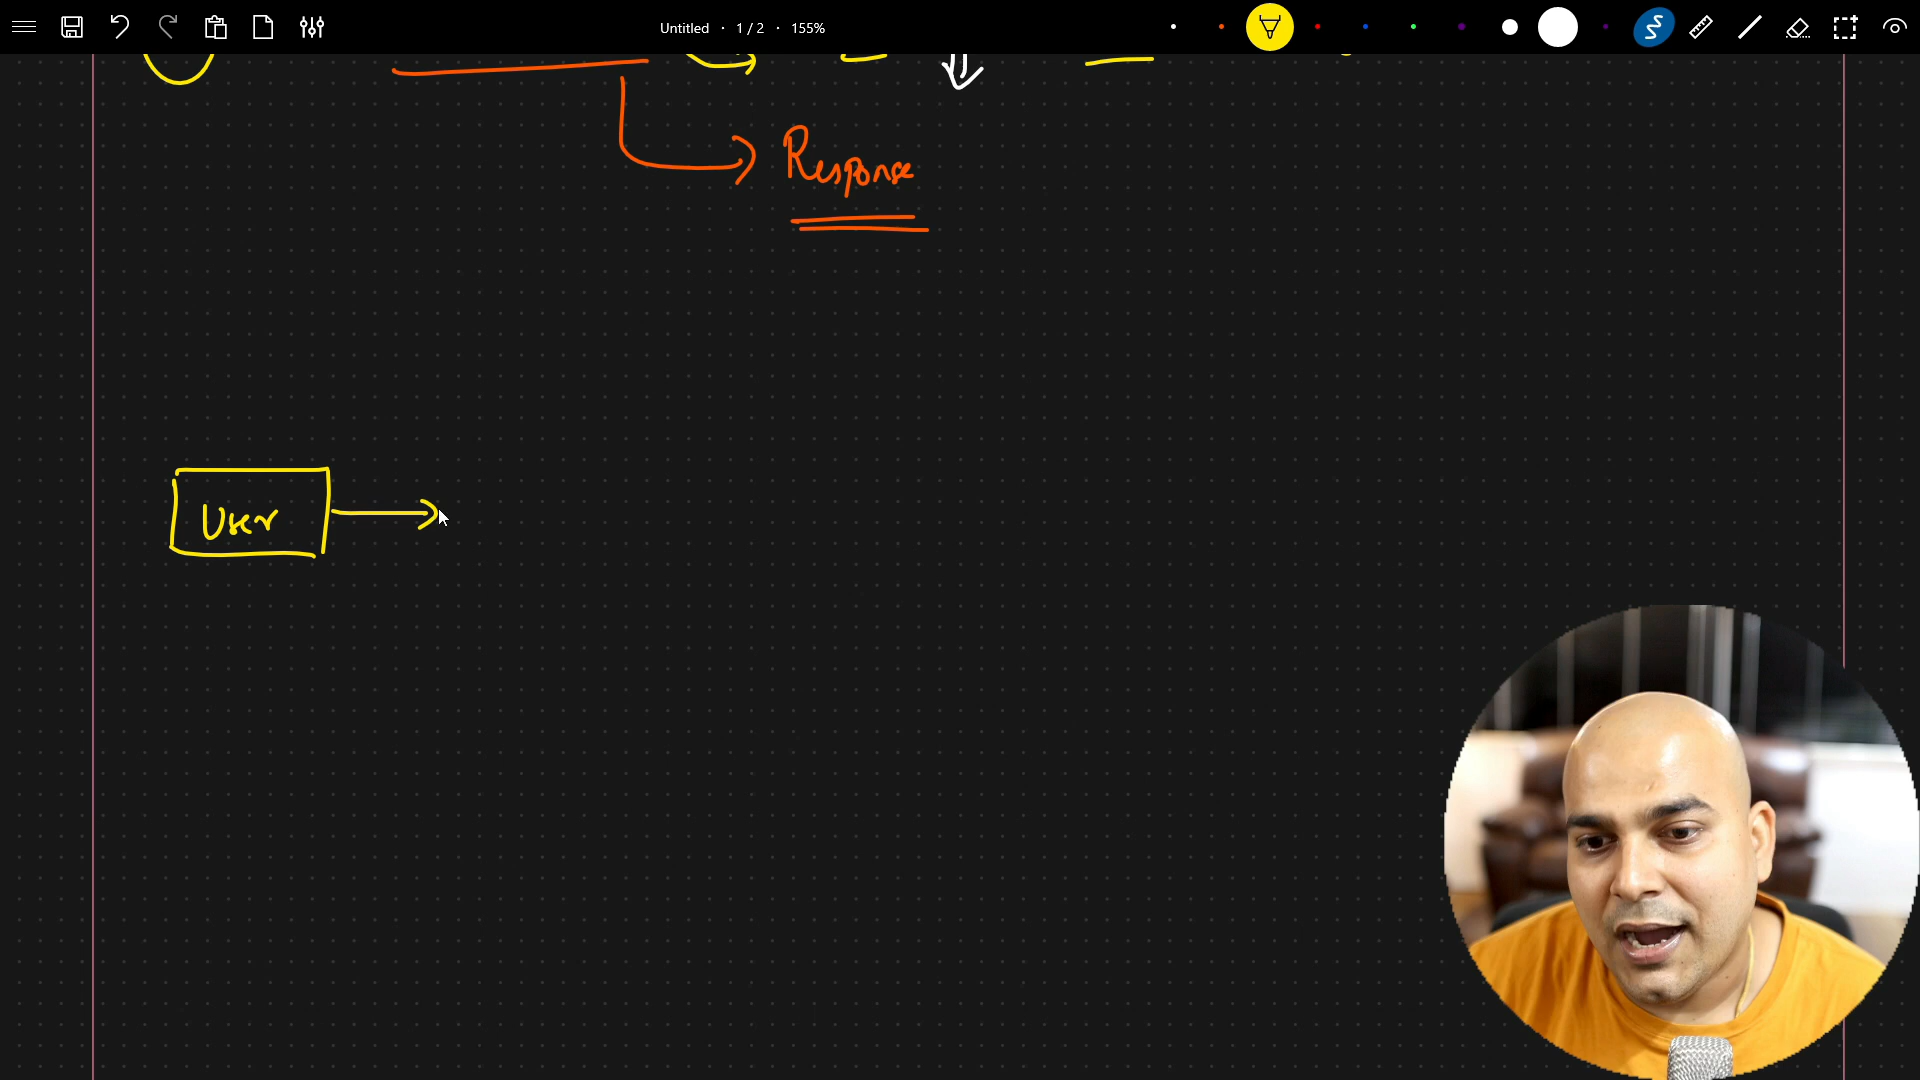 Untitled · 1 / 2 · 155%
Response
User